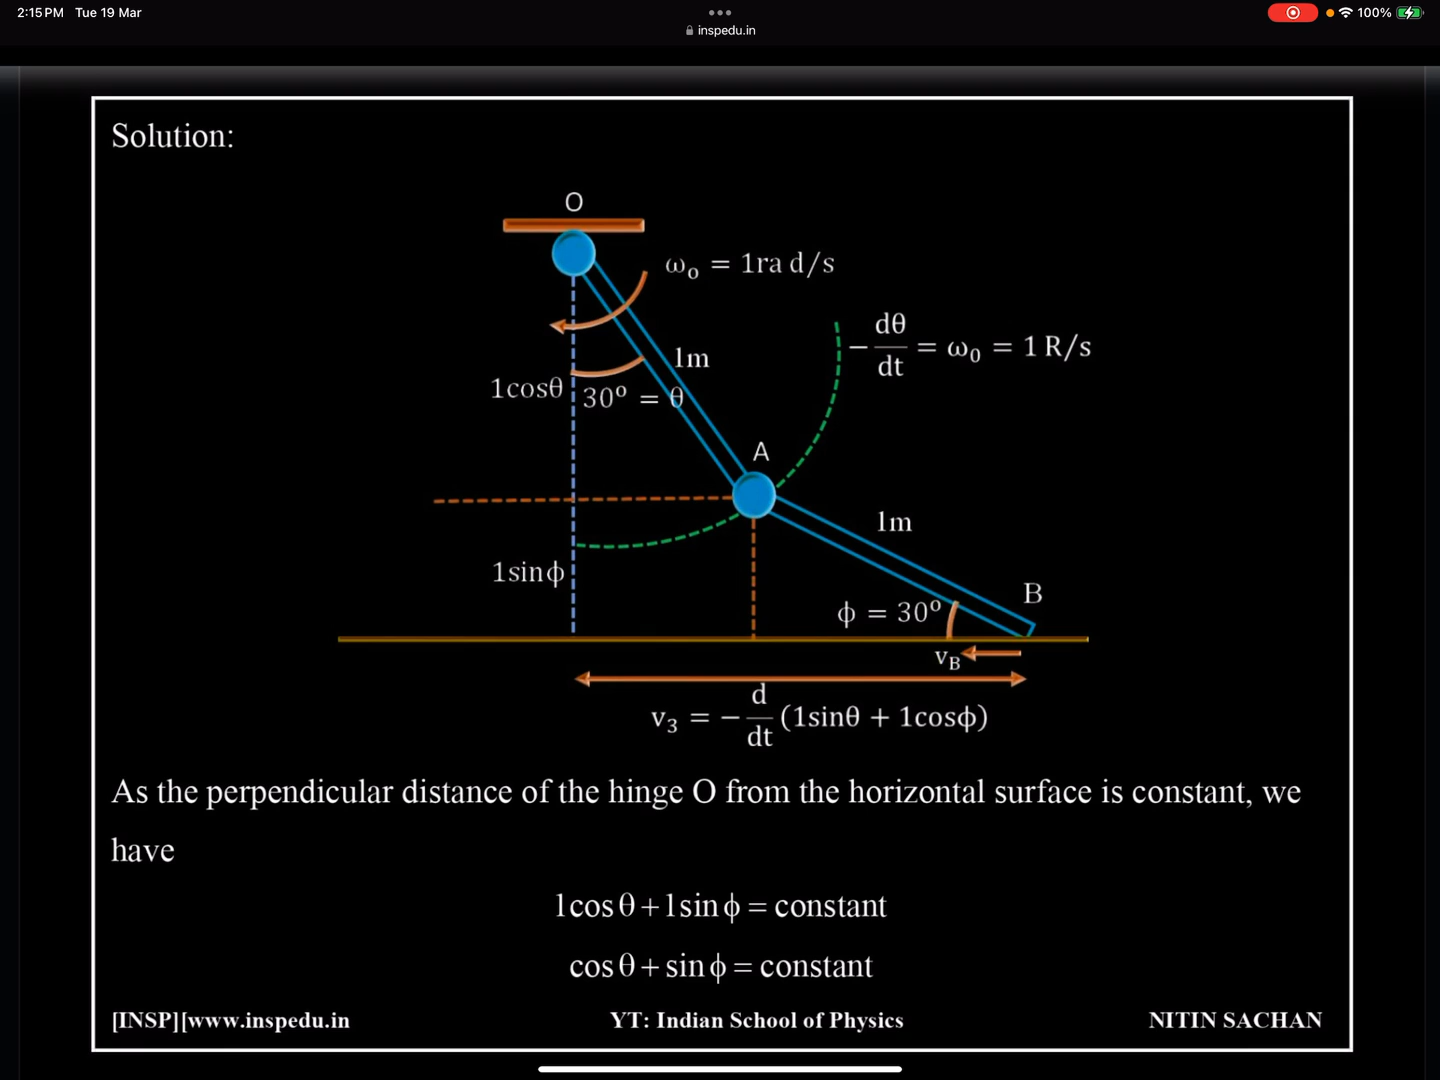 2:15 PM Tue 19 Mar
inspedu.in
100%
Solution:
O
ω₀ = 1ra d/s
− dθ/dt = ω₀ = 1 R/s
1m
1cosθ
30º = θ
A
1m
1sinϕ
B
ϕ = 30º
v_B
v₃ = − d/dt (1sinθ + 1cosϕ)
As the perpendicular distance of the hinge O from the horizontal surface is constant, we
have
1cos θ + 1sin ϕ = constant
cos θ + sin ϕ = constant
[INSP][www.inspedu.in
YT: Indian School of Physics
NITIN SACHAN